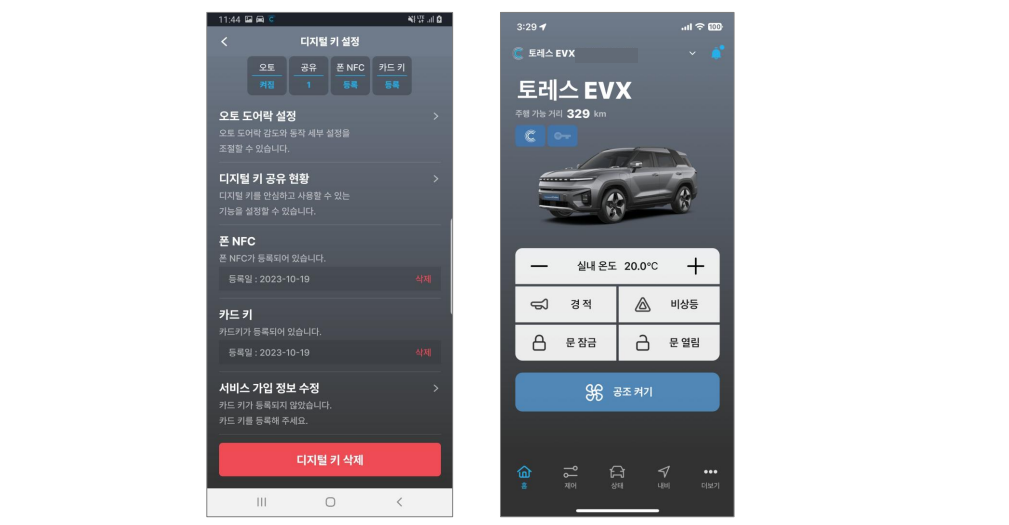 11:44
디지털 키 설정
오토 공유 폰 NFC 카드 키
켜짐 1 등록 등록
오토 도어락 설정
오토 도어락 감도와 동작 세부 설정을
조절할 수 있습니다.
디지털 키 공유 현황
디지털 키를 안심하고 사용할 수 있는
기능을 설정할 수 있습니다.
폰 NFC
폰 NFC가 등록되어 있습니다.
등록일 : 2023-10-19 삭제
카드 키
카드키가 등록되어 있습니다.
등록일 : 2023-10-19 삭제
서비스 가입 정보 수정
카드 키가 등록되지 않았습니다.
카드 키를 등록해 주세요.
디지털 키 삭제
3:29 100
토레스 EVX
토레스 EVX
주행 가능 거리 329 km
실내 온도 20.0°C
경적 비상등
문 잠금 문 열림
공조 켜기
홈 제어 상태 내비 더보기